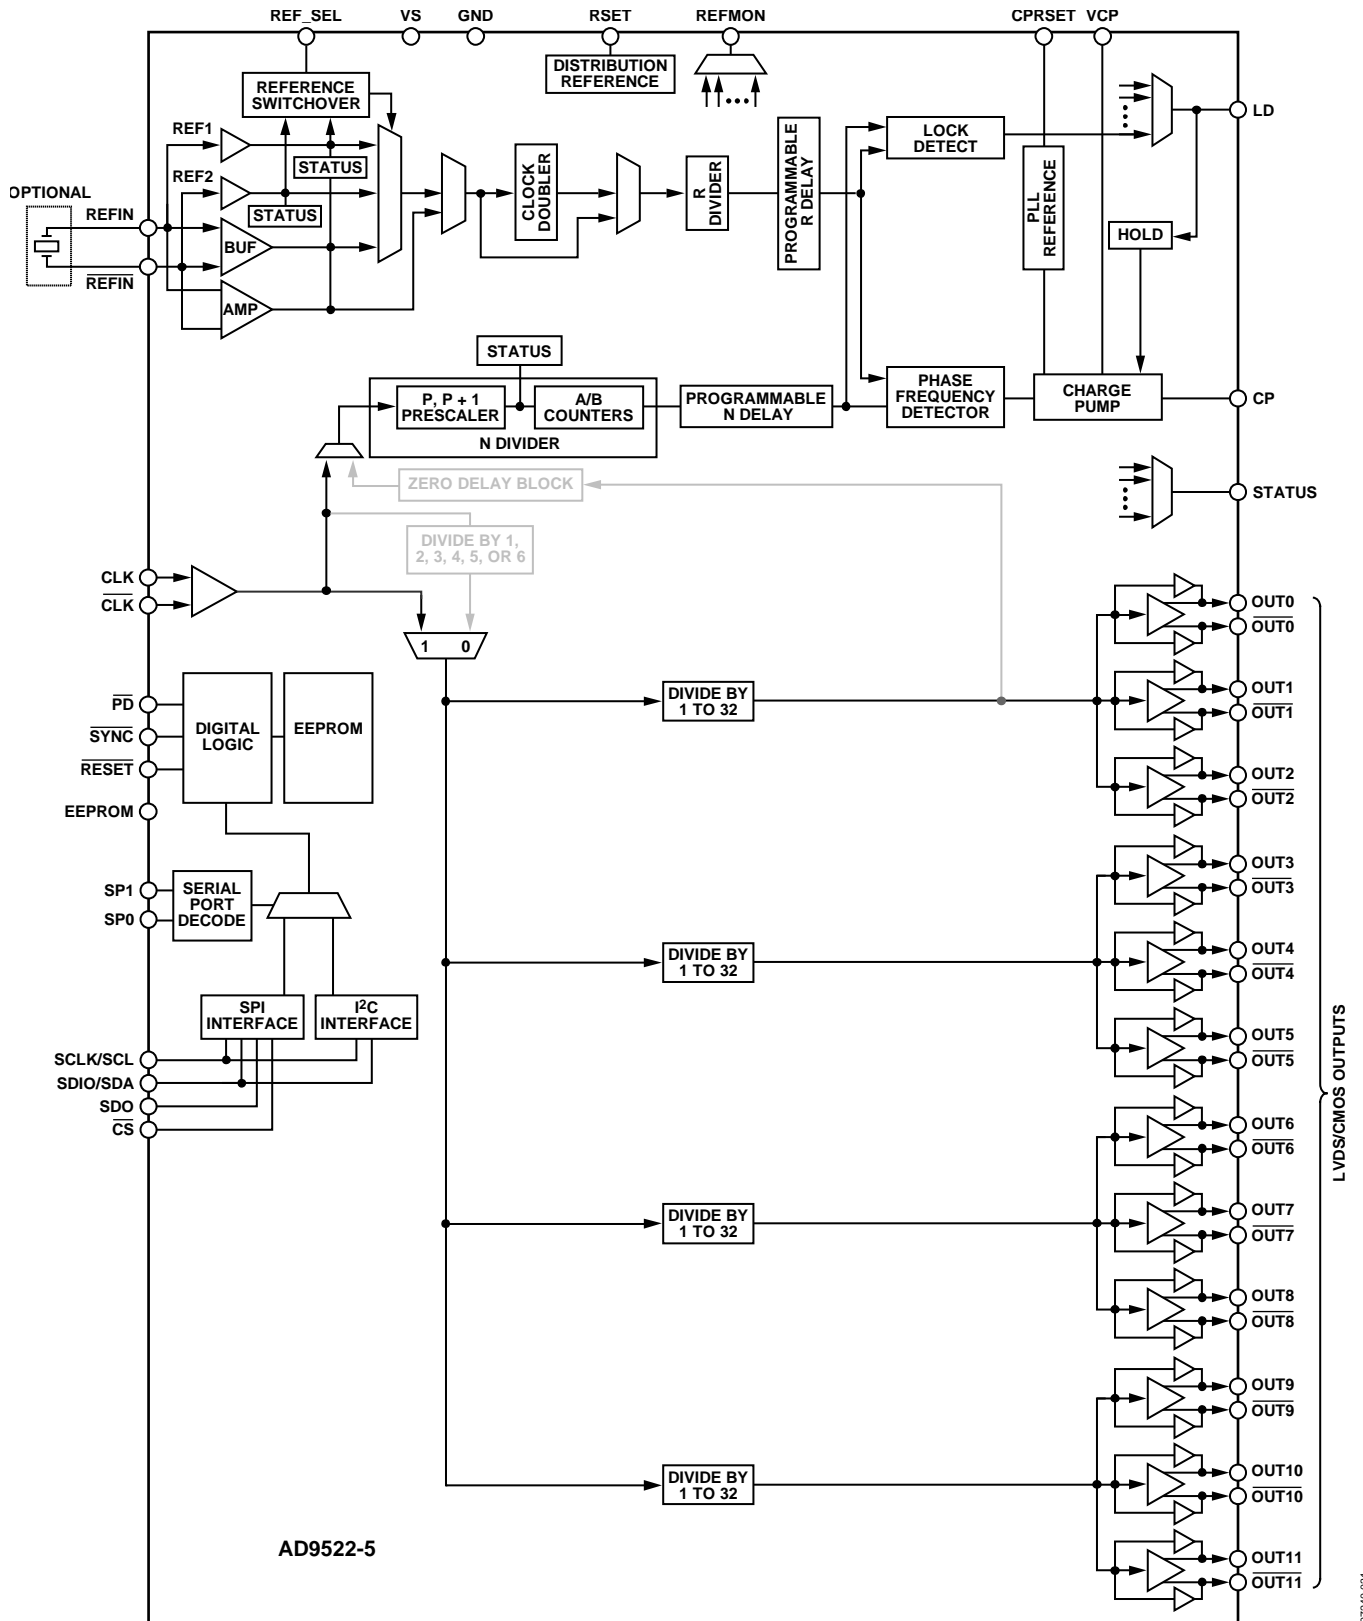 REF_SEL VS GND RSET REFMON CPRSET VCP
DISTRIBUTION
REFERENCE
REFERENCE
SWITCHOVER
REF1
STATUS
REF2
STATUS
OPTIONAL
REFIN
REFIN
BUF
AMP
CLOCK
DOUBLER
R
DIVIDER
PROGRAMMABLE
R DELAY
LOCK
DETECT
LD
PLL
REFERENCE
HOLD
STATUS
P, P + 1
PRESCALER
A/B
COUNTERS
N DIVIDER
PROGRAMMABLE
N DELAY
PHASE
FREQUENCY
DETECTOR
CHARGE
PUMP
CP
ZERO DELAY BLOCK
STATUS
DIVIDE BY 1,
2, 3, 4, 5, OR 6
CLK
CLK
1 0
PD
SYNC
RESET
EEPROM
DIGITAL
LOGIC
EEPROM
SP1
SP0
SERIAL
PORT
DECODE
SPI
INTERFACE
I2C
INTERFACE
SCLK/SCL
SDIO/SDA
SDO
CS
DIVIDE BY
1 TO 32
DIVIDE BY
1 TO 32
DIVIDE BY
1 TO 32
DIVIDE BY
1 TO 32
OUT0
OUT0
OUT1
OUT1
OUT2
OUT2
OUT3
OUT3
OUT4
OUT4
OUT5
OUT5
OUT6
OUT6
OUT7
OUT7
OUT8
OUT8
OUT9
OUT9
OUT10
OUT10
OUT11
OUT11
LVDS/CMOS OUTPUTS
AD9522-5